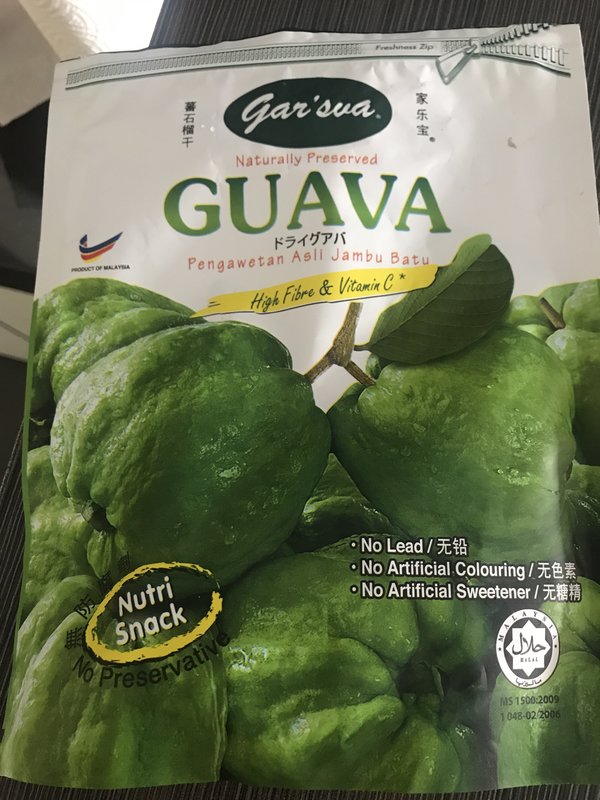 Freshness Zip
Gar'sva®
蕃石榴干
家乐宝®
Naturally Preserved
GUAVA
ドライグアバ
Pengawetan Asli Jambu Batu
PRODUCT OF MALAYSIA
High Fibre & Vitamin C*
• No Lead / 无铅
• No Artificial Colouring / 无色素
• No Artificial Sweetener / 无糖精
Nutri
Snack
No Preservative
MALAYSIA
حلال
HALAL
MS 1500:2009
1 048-02/2006